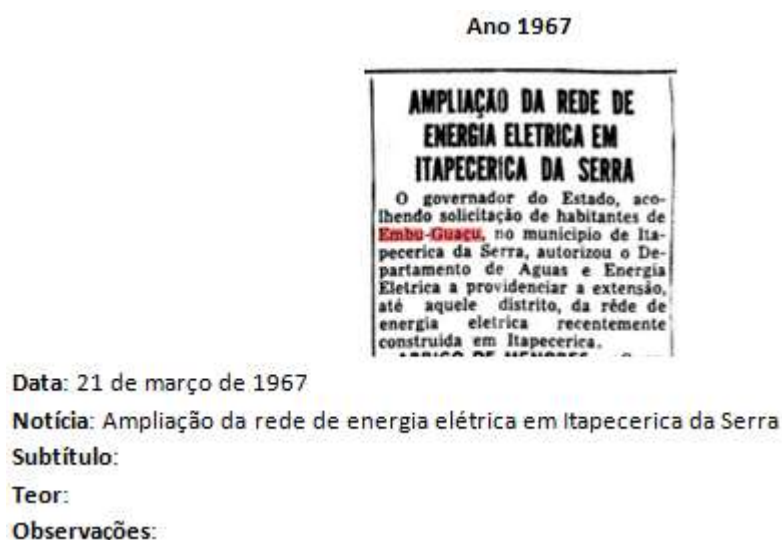 Ano 1967
AMPLIAÇÃO DA REDE DE
ENERGIA ELETRICA EM
ITAPECERICA DA SERRA
O governador do Estado, aco-
lhendo solicitação de habitantes de
Embu-Guaçu, no municipio de Ita-
pecerica da Serra, autorizou o De-
partamento de Aguas e Energia
Eletrica a providenciar a extensão,
até aquele distrito, da rêde de
energia eletrica recentemente
construida em Itapecerica.
Data: 21 de março de 1967
Notícia: Ampliação da rede de energia elétrica em Itapecerica da Serra
Subtítulo:
Teor:
Observações: